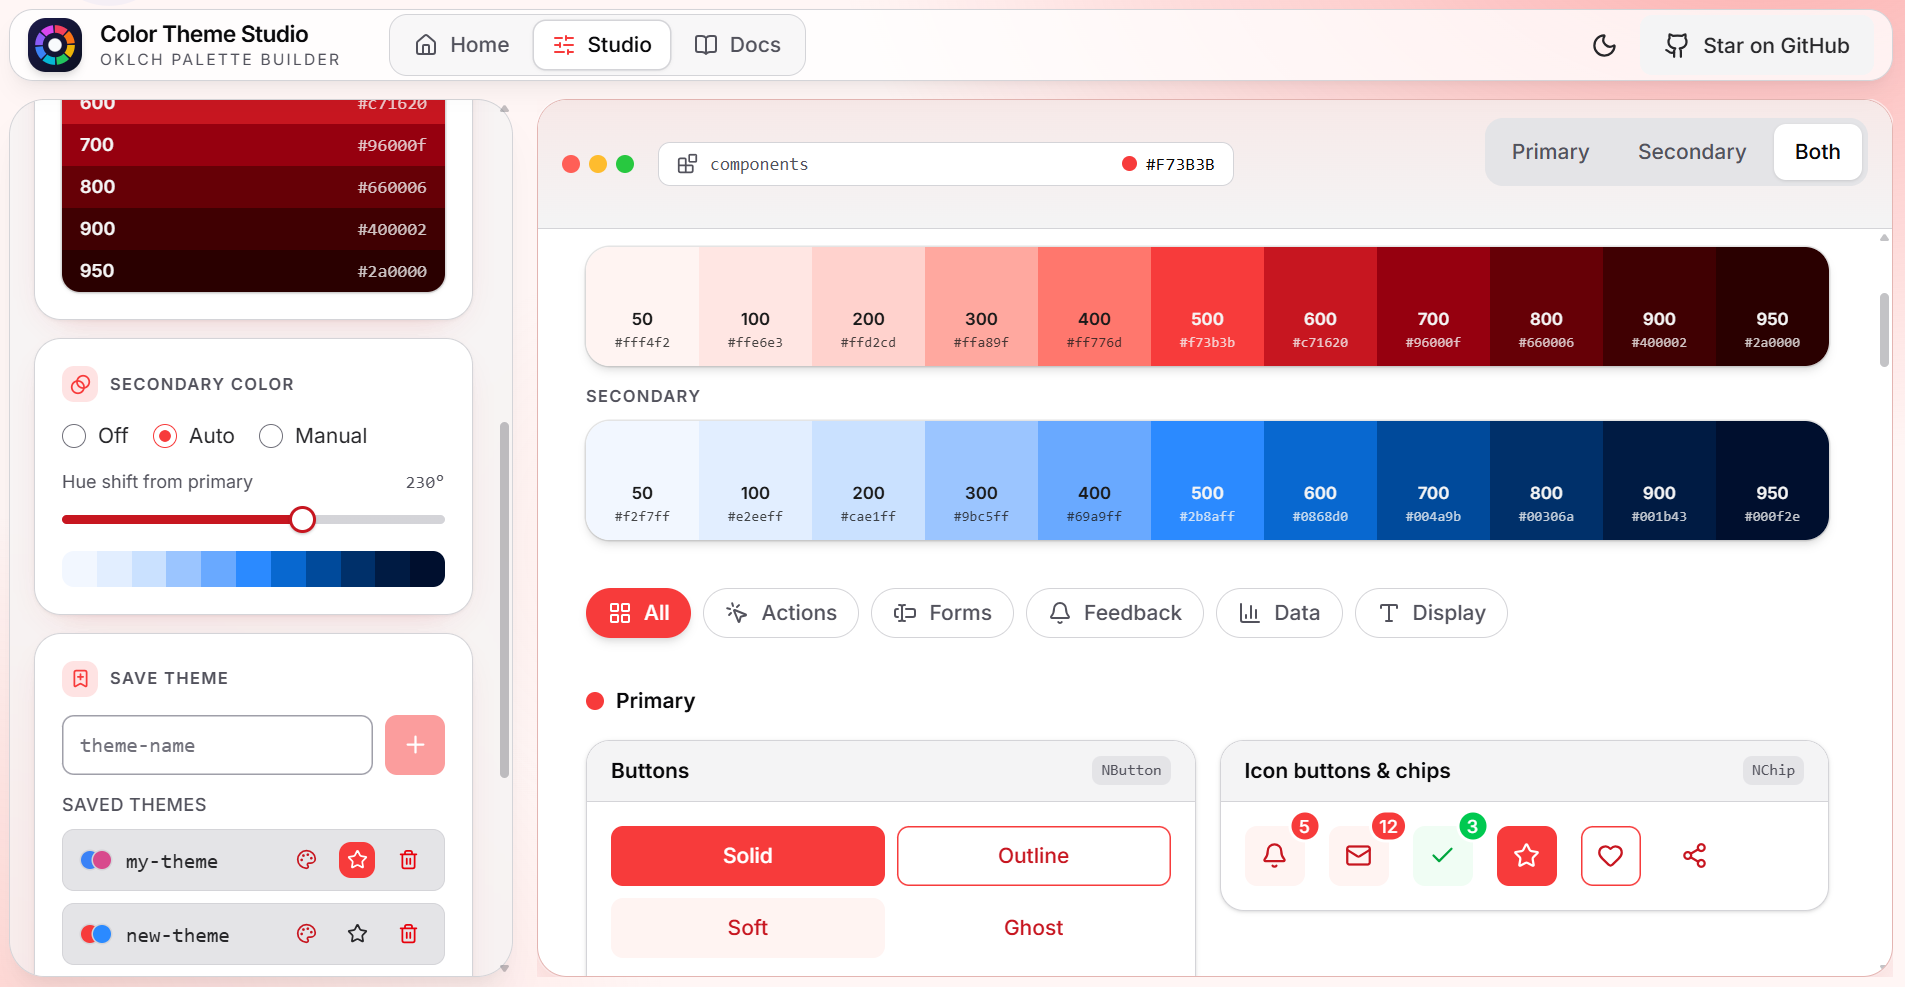 Color Theme Studio
OKLCH PALETTE BUILDER
Home
Studio
Docs
Star on GitHub
600 #c71620
700 #96000f
800 #660006
900 #400002
950 #2a0000
SECONDARY COLOR
Off
Auto
Manual
Hue shift from primary 230°
SAVE THEME
theme-name
SAVED THEMES
my-theme
new-theme
components
#F73B3B
Primary
Secondary
Both
50 100 200 300 400 500 600 700 800 900 950
#fff4f2 #ffe6e3 #ffd2cd #ffa89f #ff776d #f73b3b #c71620 #96000f #660006 #400002 #2a0000
SECONDARY
50 100 200 300 400 500 600 700 800 900 950
#f2f7ff #e2eeff #cae1ff #9bc5ff #69a9ff #2b8aff #0868d0 #004a9b #00306a #001b43 #000f2e
All
Actions
Forms
Feedback
Data
Display
Primary
Buttons
NButton
Solid
Outline
Soft
Ghost
Icon buttons & chips
NChip
5
12
3